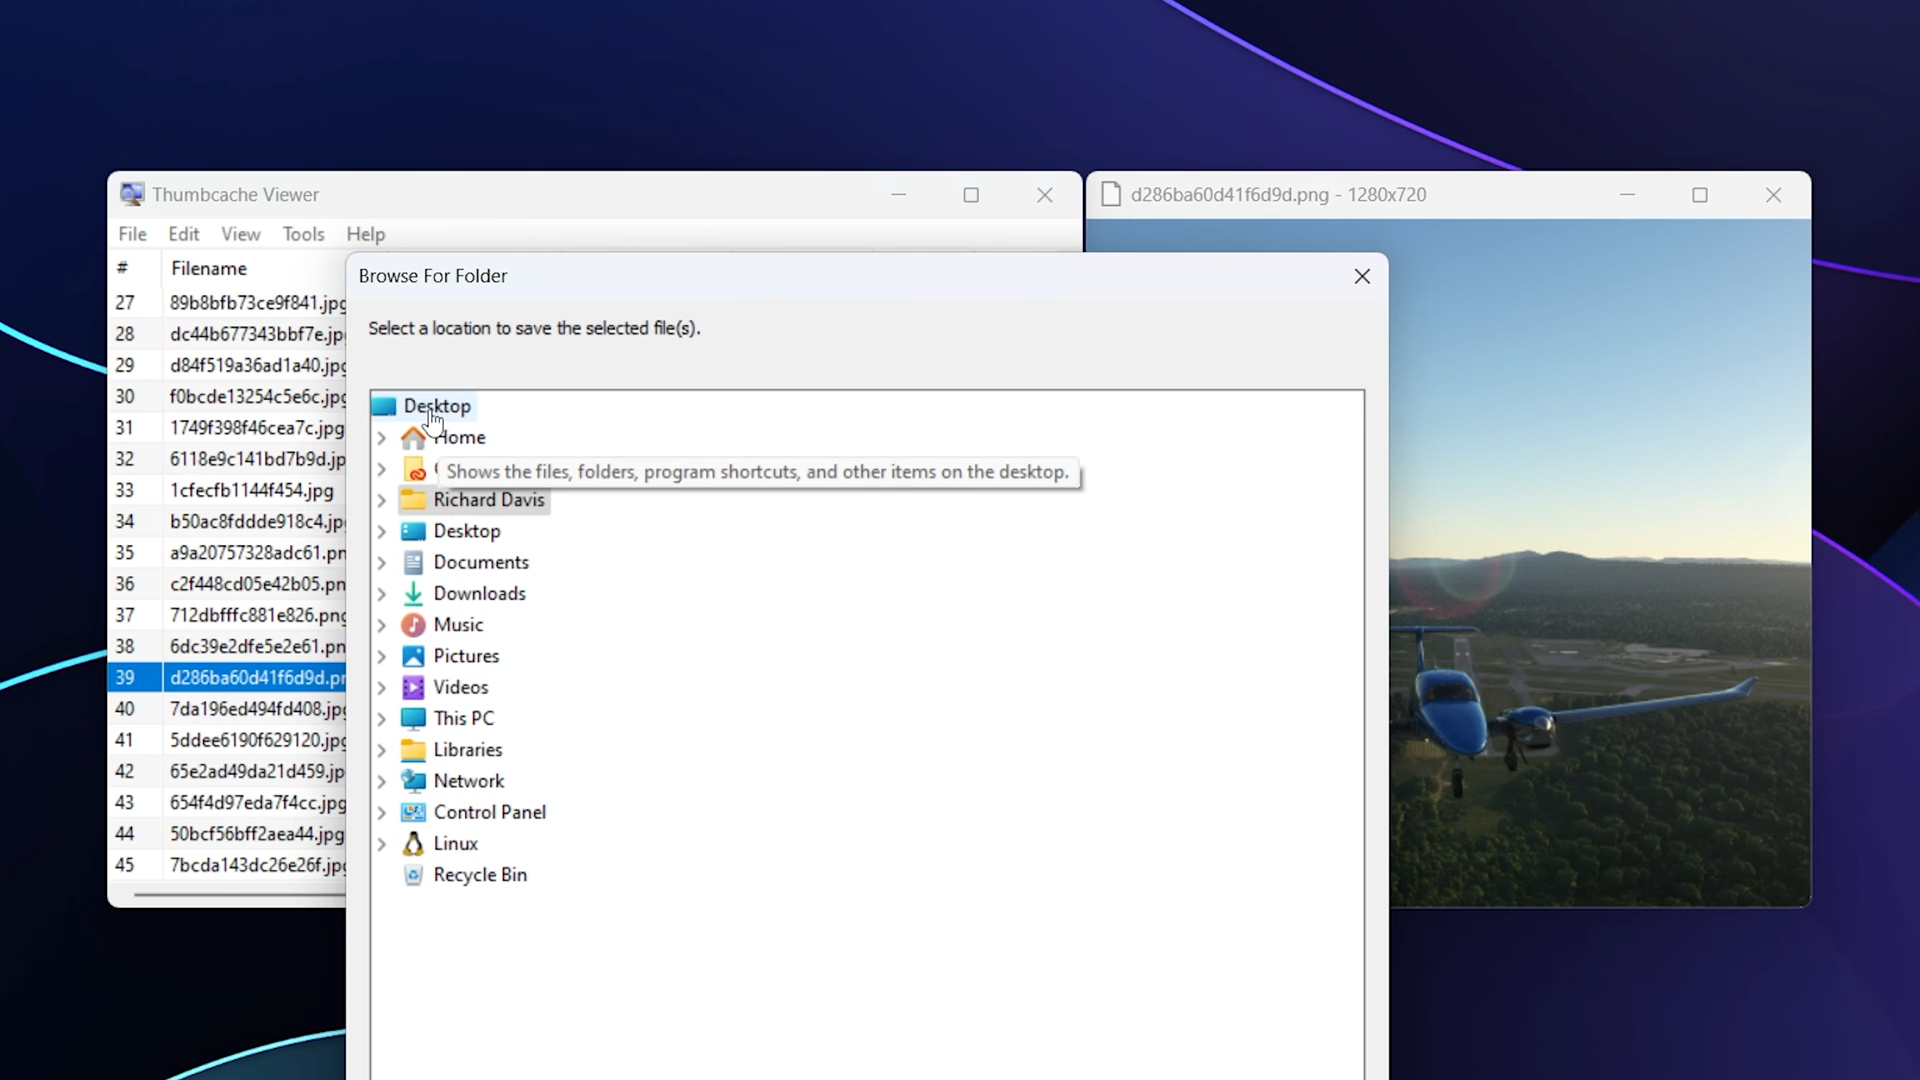 Thumbcache Viewer
d286ba60d41f6d9d.png - 1280x720
File Edit View Tools Help
# Filename
27 89b8bfb73ce9f841.jpg
28 dc44b677343bbf7e.jp
29 d84f519a36ad1a40.jpg
30 f0bcde13254c5e6c.jpg
31 1749f398f46cea7c.jpg
32 6118e9c141bd7b9d.jp
33 1cfecfb1144f454.jpg
34 b50ac8fddde918c4.jp
35 a9a20757328adc61.pn
36 c2f448cd05e42b05.pn
37 712dbfffc881e826.png
38 6dc39e2dfe5e2e61.pn
39 d286ba60d41f6d9d.pn
40 7da196ed494fd408.jpg
41 5ddee6190f629120.jpg
42 65e2ad49da21d459.jp
43 654f4d97eda7f4cc.jpg
44 50bcf56bff2aea44.jpg
45 7bcda143dc26e26f.jpg
Browse For Folder
Select a location to save the selected file(s).
Desktop
Home
Shows the files, folders, program shortcuts, and other items on the desktop.
Richard Davis
Desktop
Documents
Downloads
Music
Pictures
Videos
This PC
Libraries
Network
Control Panel
Linux
Recycle Bin